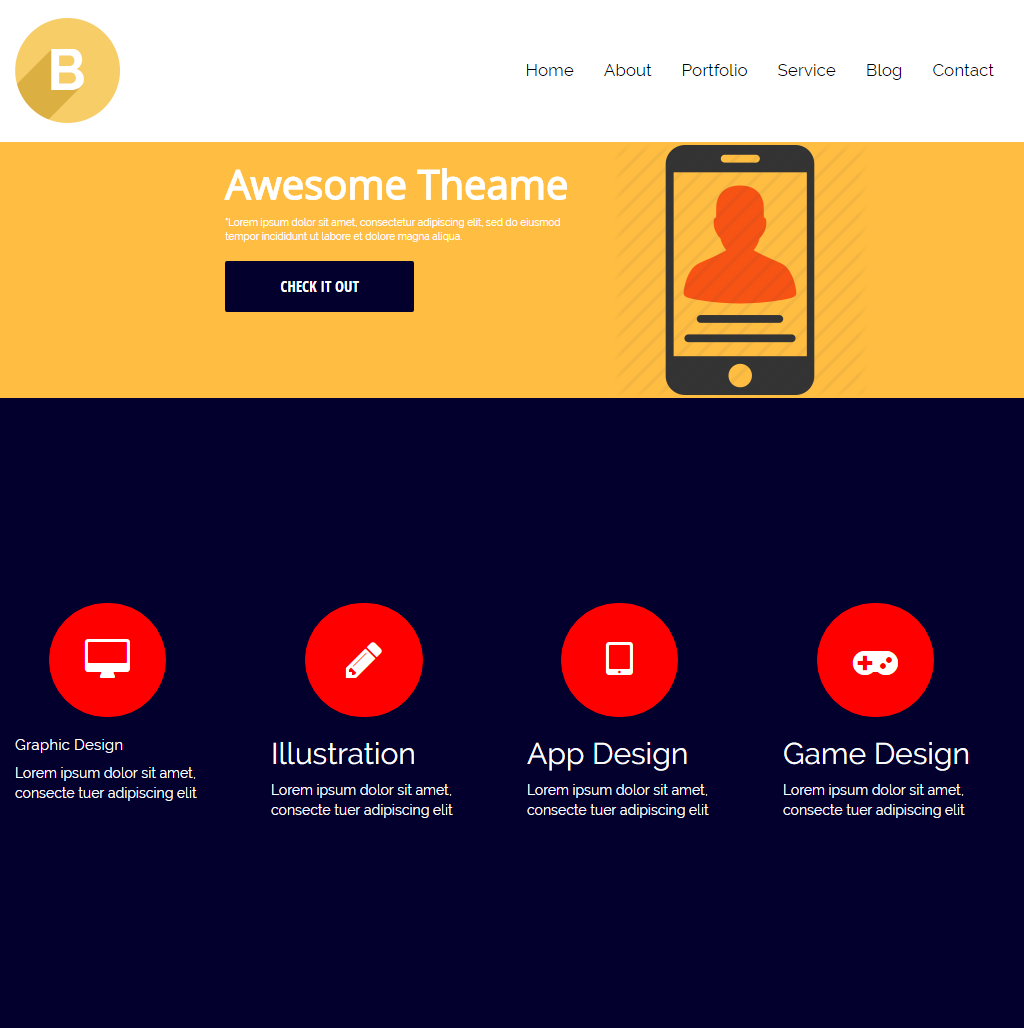 B
Home About Portfolio Service Blog Contact
Awesome Theame
"Lorem ipsum dolor sit amet, consectetur adipiscing elit, sed do eiusmod
tempor incididunt ut labore et dolore magna aliqua.
CHECK IT OUT
Graphic Design
Lorem ipsum dolor sit amet,
consecte tuer adipiscing elit
Illustration
Lorem ipsum dolor sit amet,
consecte tuer adipiscing elit
App Design
Lorem ipsum dolor sit amet,
consecte tuer adipiscing elit
Game Design
Lorem ipsum dolor sit amet,
consecte tuer adipiscing elit